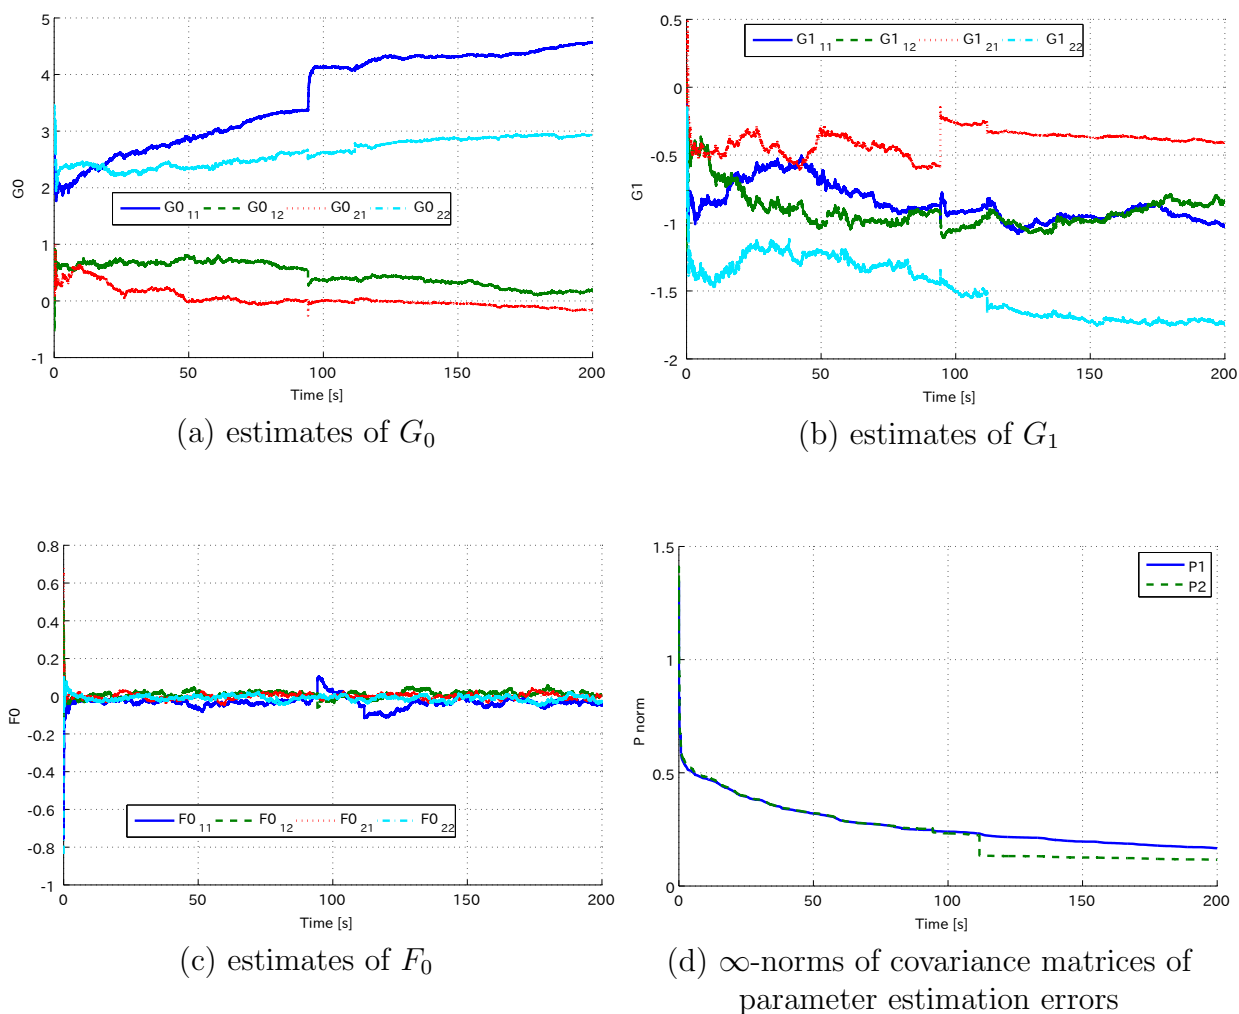 5
4
3
2
1
0
-1
G0
G0 11 G0 12 G0 21 G0 22
0 50 100 150 200
Time [s]
(a) estimates of G0
0.5
0
-0.5
-1
-1.5
-2
G1
G1 11 G1 12 G1 21 G1 22
0 50 100 150 200
Time [s]
(b) estimates of G1
0.8
0.6
0.4
0.2
0
-0.2
-0.4
-0.6
-0.8
-1
F0
F0 11 F0 12 F0 21 F0 22
0 50 100 150 200
Time [s]
(c) estimates of F0
1.5
1
0.5
0
P norm
P1
P2
0 50 100 150 200
Time [s]
(d) ∞-norms of covariance matrices of
parameter estimation errors